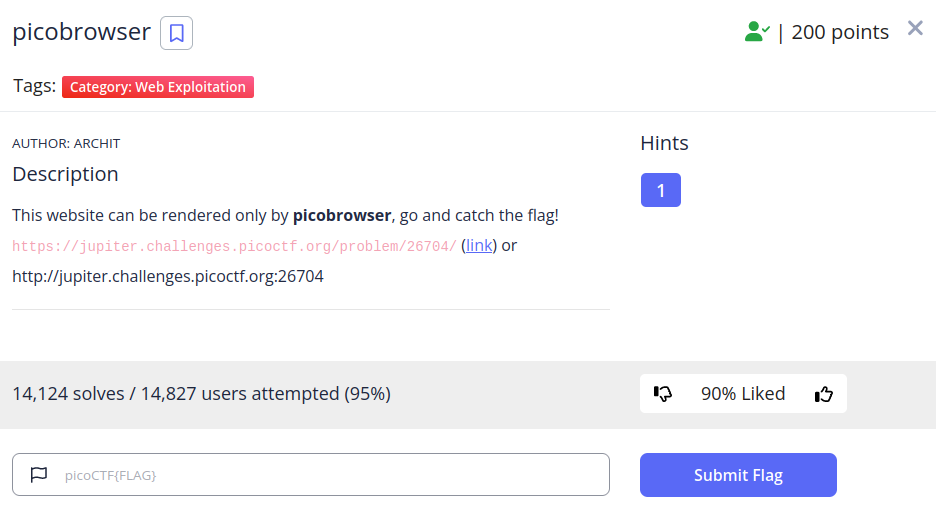 picobrowser
| 200 points
Tags: Category: Web Exploitation
AUTHOR: ARCHIT
Hints
Description
1
This website can be rendered only by picobrowser, go and catch the flag!
https://jupiter.challenges.picoctf.org/problem/26704/ (link) or
http://jupiter.challenges.picoctf.org:26704
14,124 solves / 14,827 users attempted (95%)
90% Liked
picoCTF{FLAG}
Submit Flag